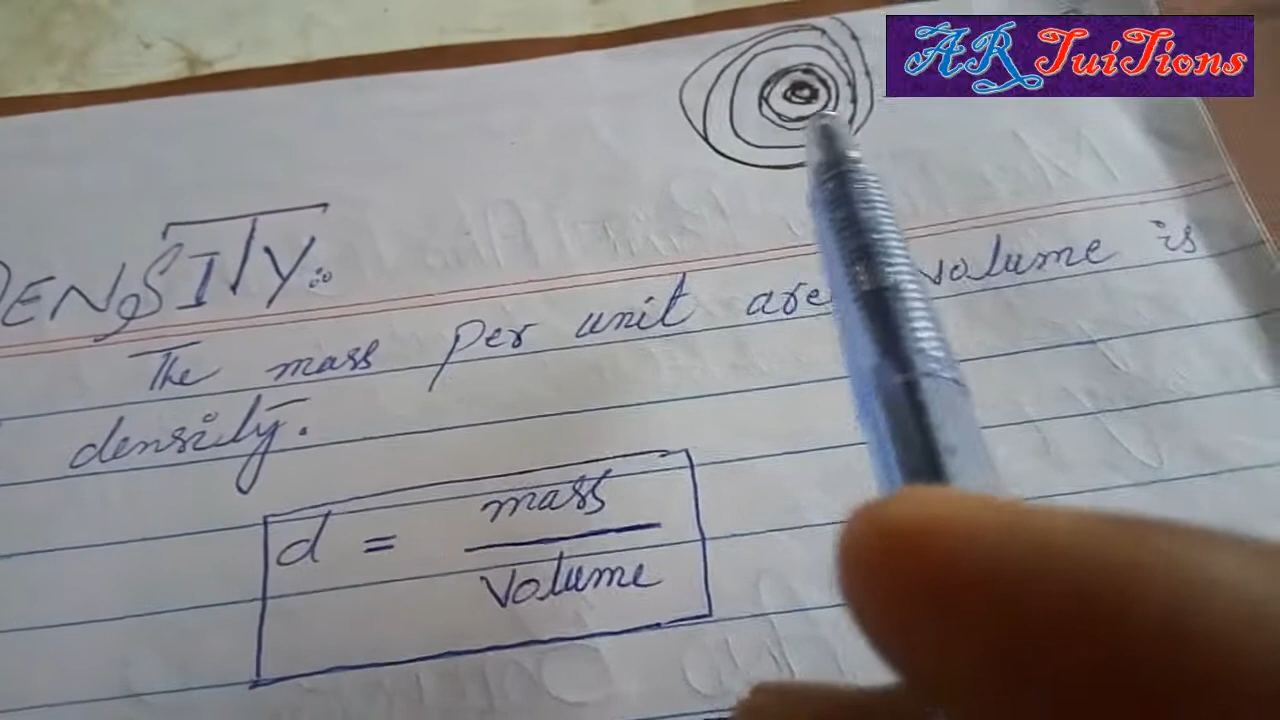 AR TuiTions
DENSITY:
The mass per unit are volume is
density.
d = mass
volume